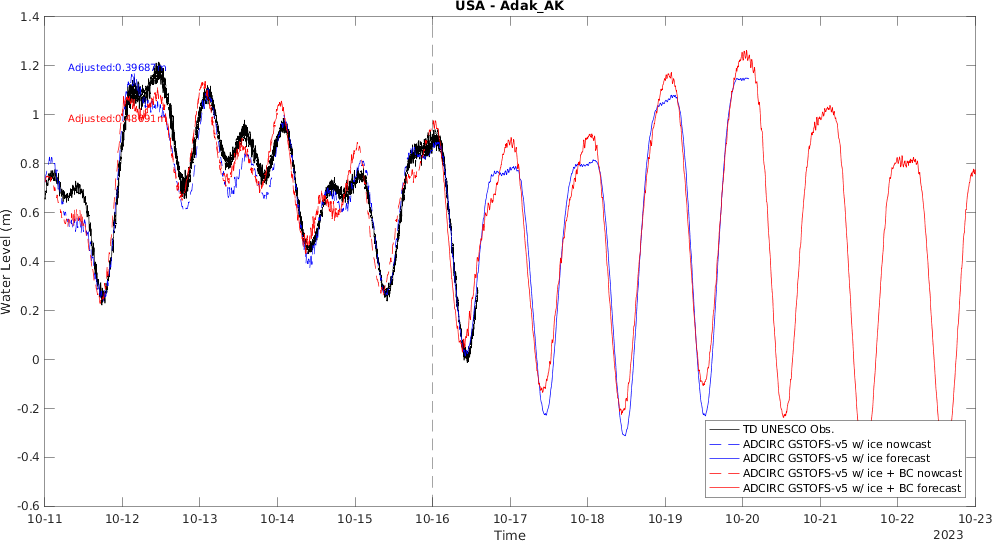 USA - Adak_AK
1.4
1.2
1
0.8
0.6
0.4
0.2
0
-0.2
-0.4
-0.6
Water Level (m)
Adjusted:0.39687m
Adjusted:0.48691m
TD UNESCO Obs.
ADCIRC GSTOFS-v5 w/ ice nowcast
ADCIRC GSTOFS-v5 w/ ice forecast
ADCIRC GSTOFS-v5 w/ ice + BC nowcast
ADCIRC GSTOFS-v5 w/ ice + BC forecast
10-11 10-12 10-13 10-14 10-15 10-16 10-17 10-18 10-19 10-20 10-21 10-22 10-23
Time
2023